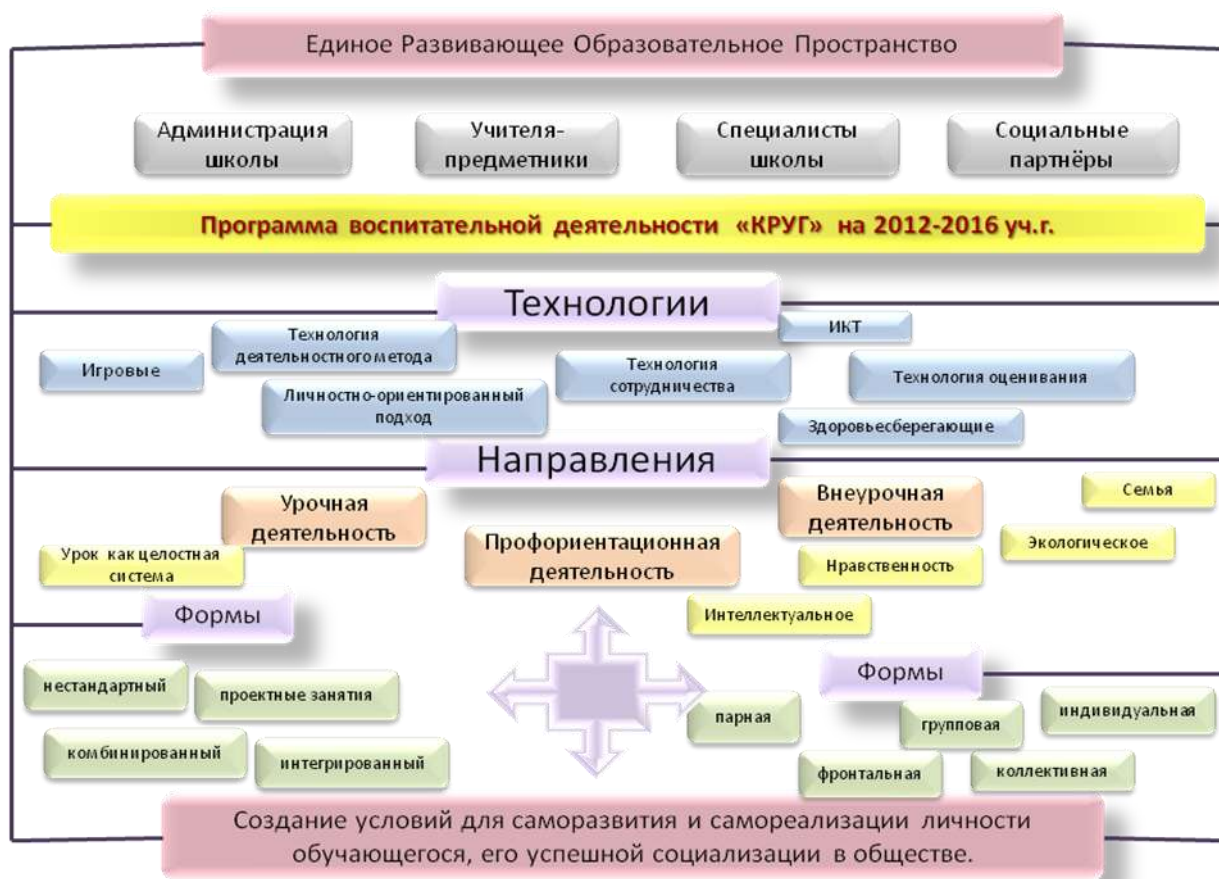 Единое Развивающее Образовательное Пространство
Администрация
школы
Учителя-
предметники
Специалисты
школы
Социальные
партнёры
Программа воспитательной деятельности «КРУГ» на 2012-2016 уч.г.
Технологии
Игровые
Технология
деятельностного метода
Личностно-ориентированный
подход
Технология
сотрудничества
ИКТ
Технология оценивания
Здоровьесберегающие
Направления
Урочная
деятельность
Урок как целостная
система
Профориентационная
деятельность
Внеурочная
деятельность
Семья
Экологическое
Нравственность
Интеллектуальное
Формы
нестандартный
проектные занятия
комбинированный
интегрированный
Формы
парная
групповая
индивидуальная
фронтальная
коллективная
Создание условий для саморазвития и самореализации личности
обучающегося, его успешной социализации в обществе.